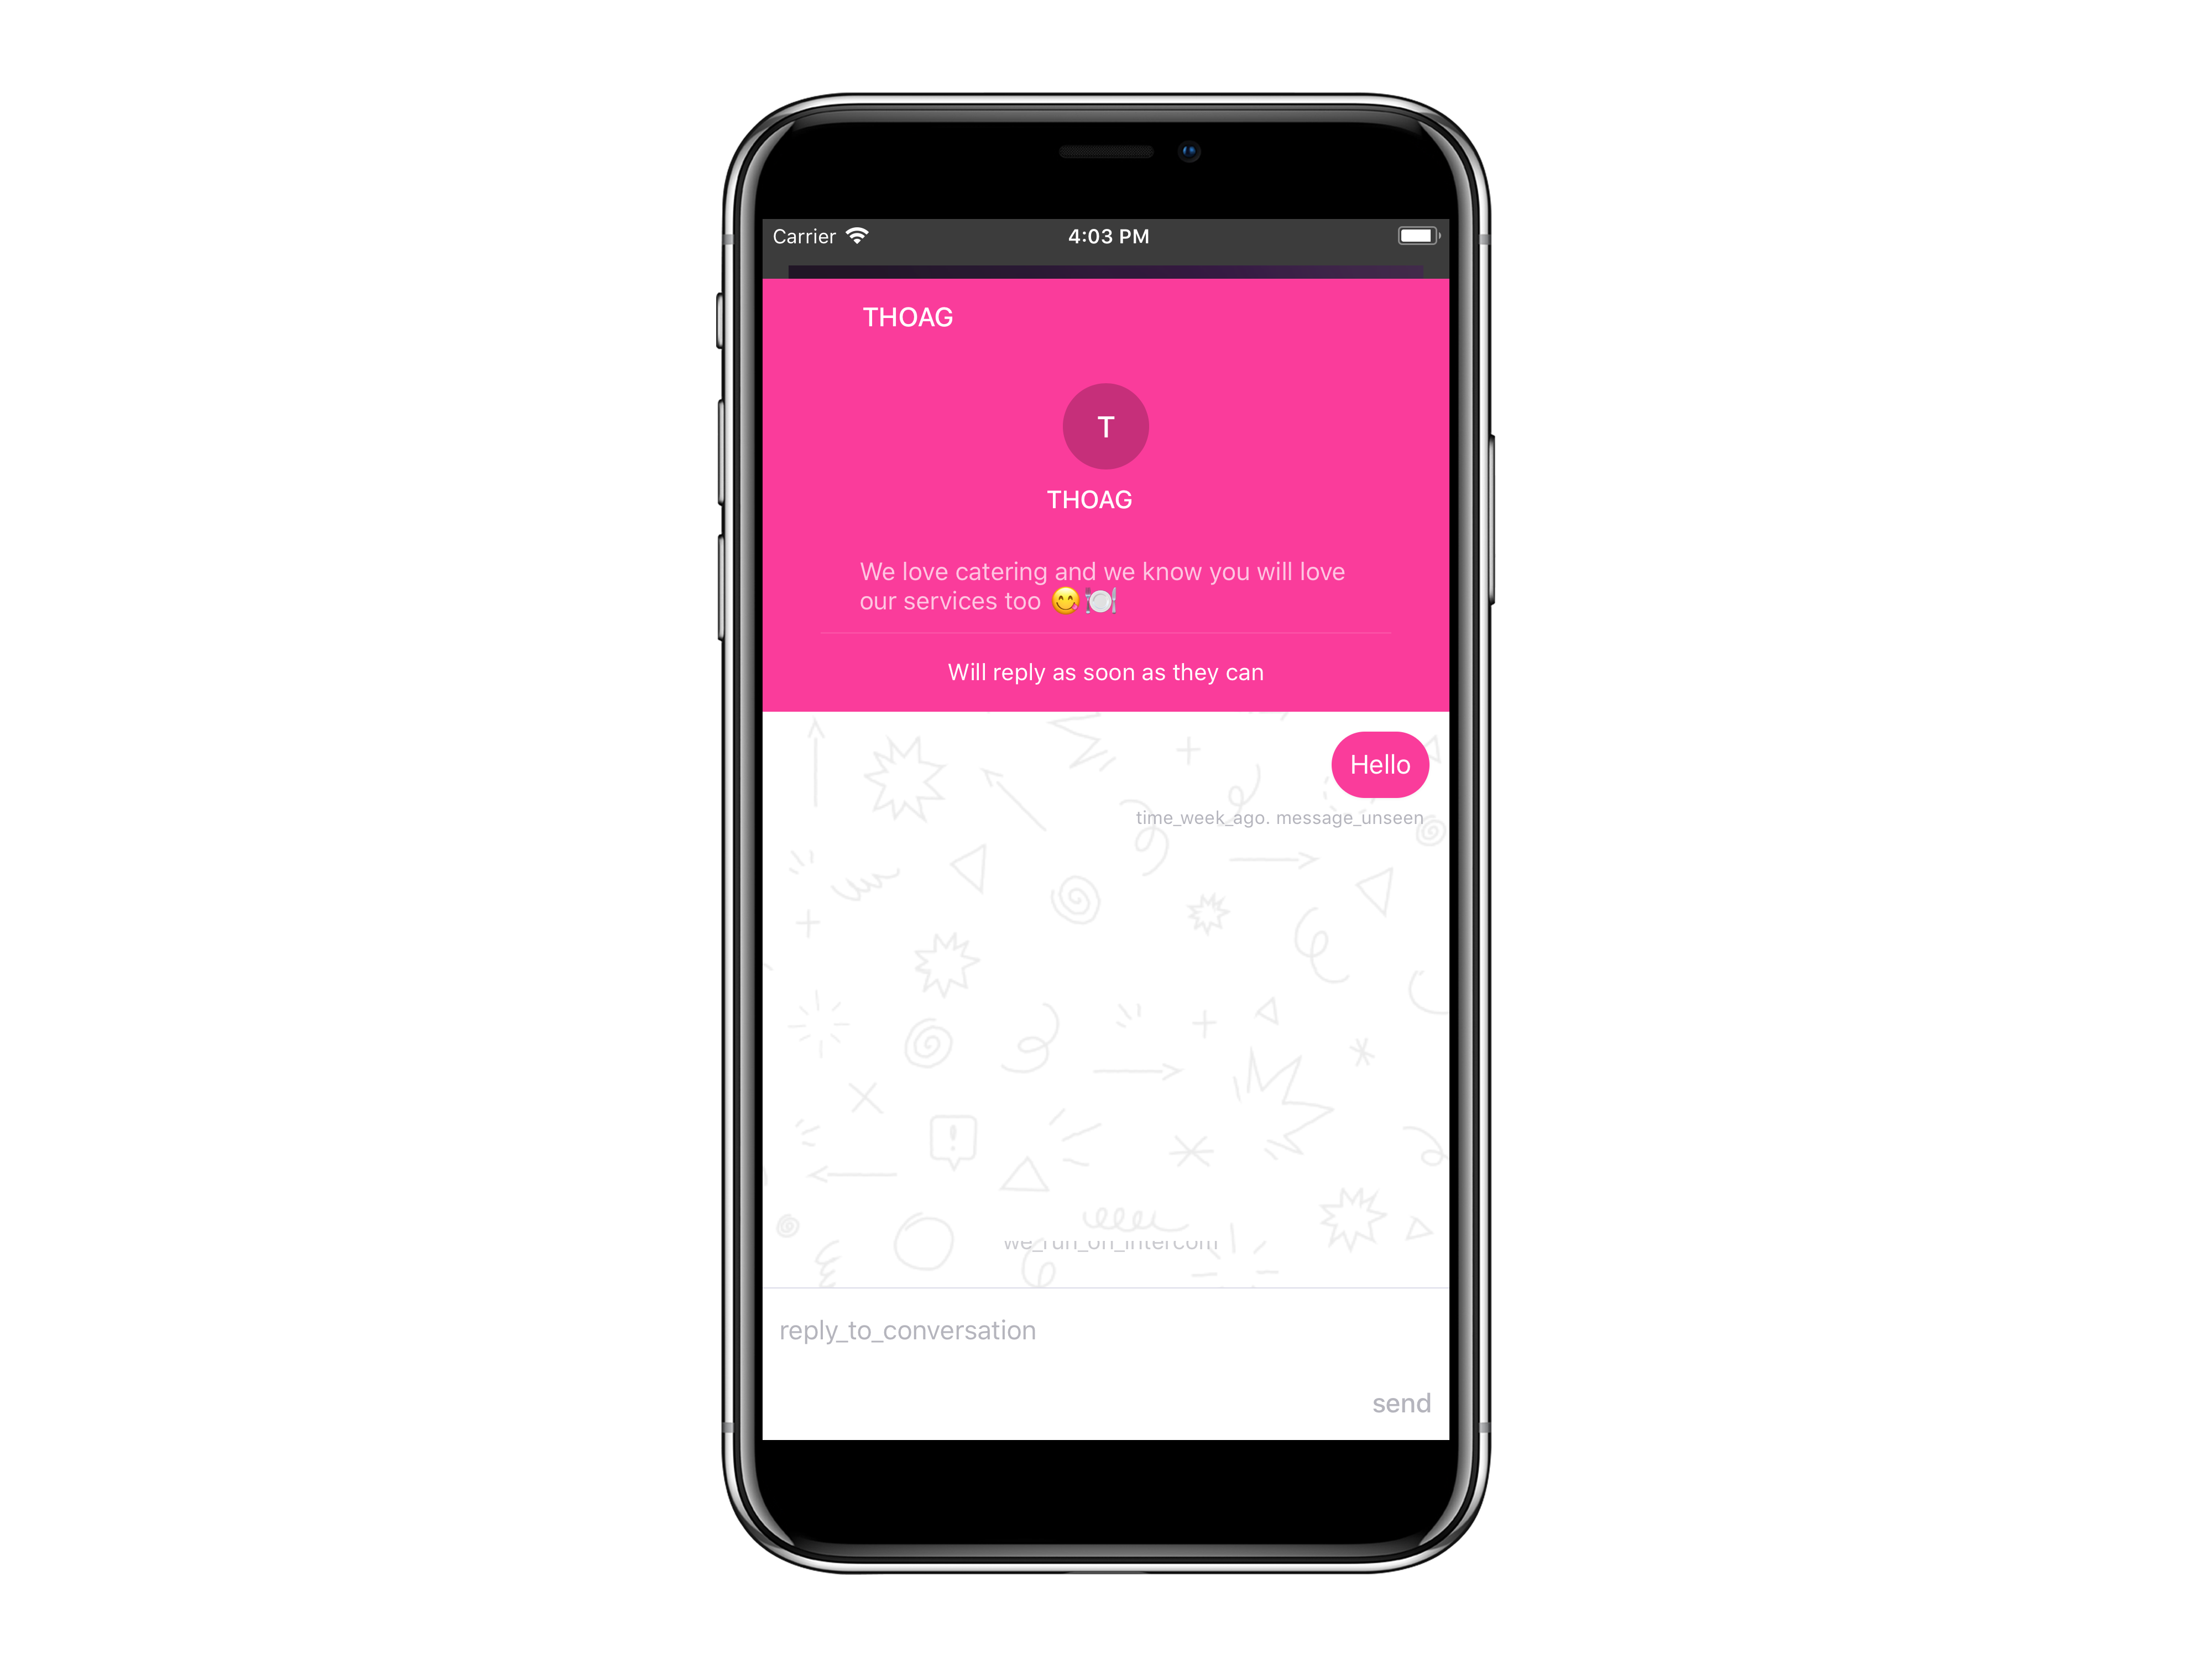 Carrier 4:03 PM
THOAG
T
THOAG
We love catering and we know you will love
our services too 😋🍽️
Will reply as soon as they can
Hello
time_week_ago. message_unseen
we_run_on_intercom
reply_to_conversation
send